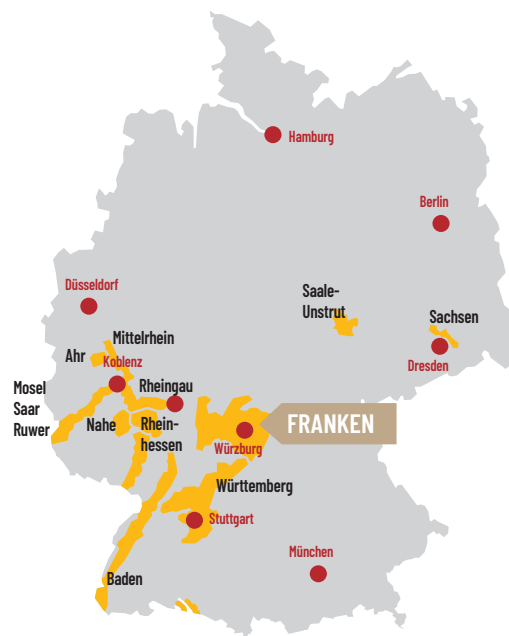 Hamburg
Berlin
Düsseldorf
Saale-
Unstrut
Sachsen
Mittelrhein
Ahr
Koblenz
Dresden
Mosel
Saar
Ruwer
Rheingau
Nahe
Rhein-
hessen
FRANKEN
Würzburg
Württemberg
Stuttgart
München
Baden